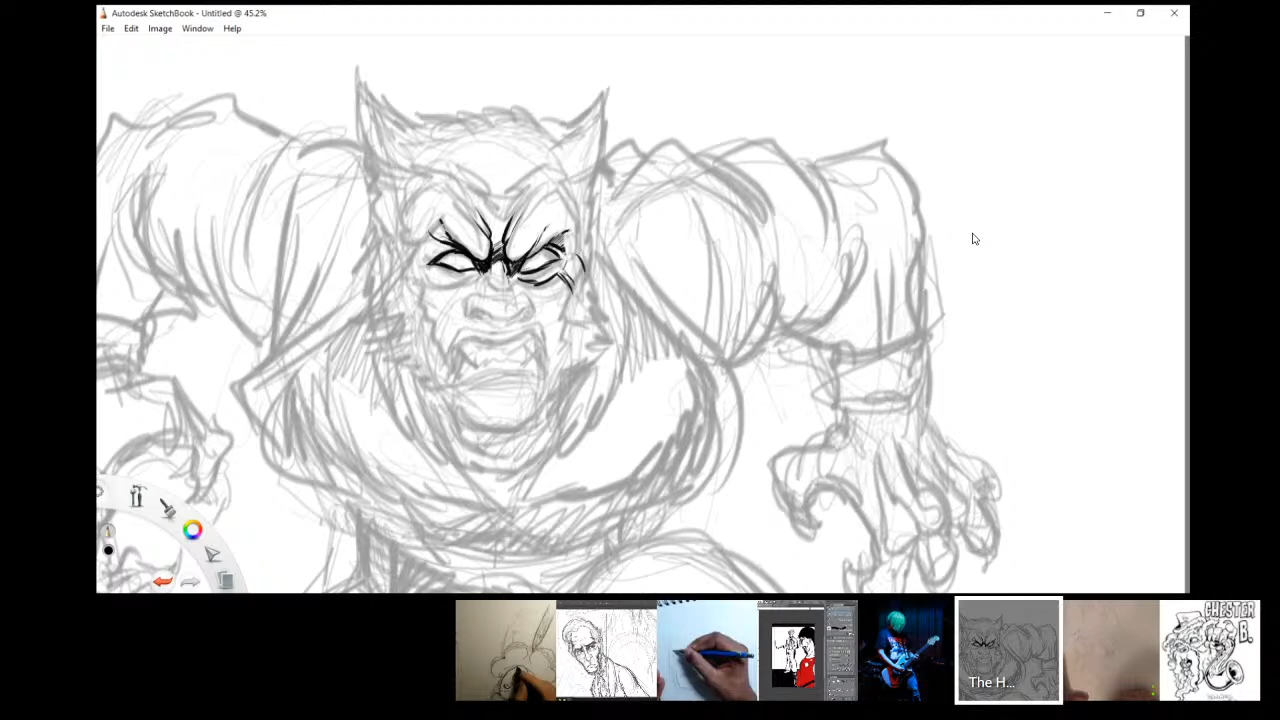 Autodesk SketchBook - Untitled @ 45.2%
File Edit Image Window Help
The H...
CHESTER
B.